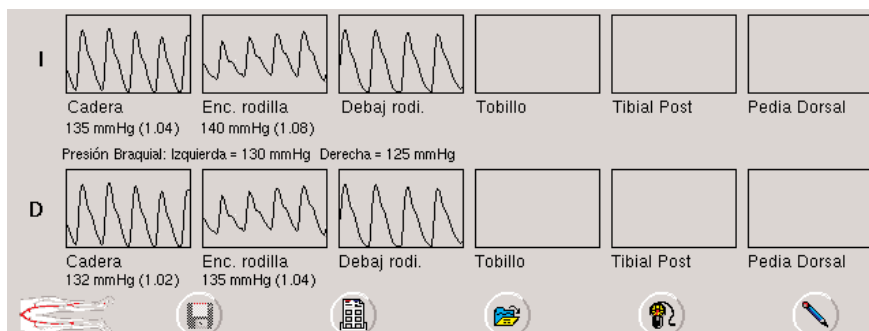 I
Cadera Enc. rodilla Debaj rodi. Tobillo Tibial Post Pedia Dorsal
135 mmHg (1.04) 140 mmHg (1.08)
Presión Braquial: Izquierda = 130 mmHg Derecha = 125 mmHg
D
Cadera Enc. rodilla Debaj rodi. Tobillo Tibial Post Pedia Dorsal
132 mmHg (1.02) 135 mmHg (1.04)